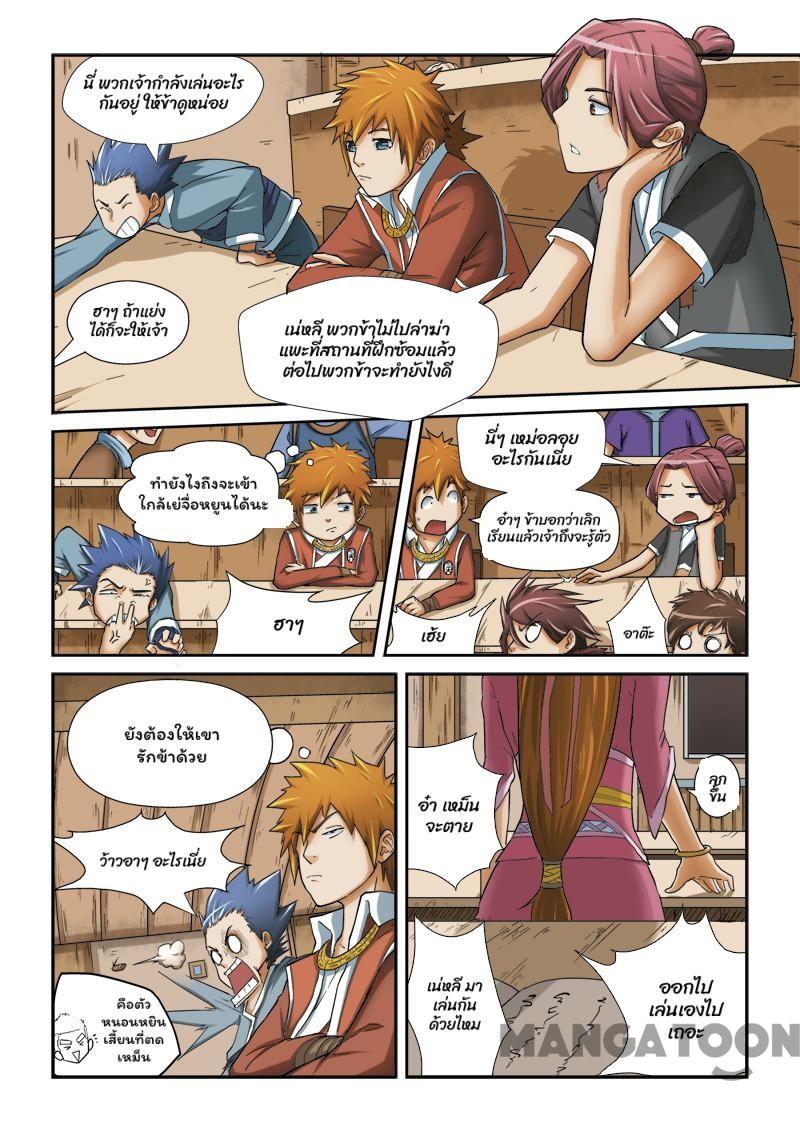 นี่ พวกเจ้ากำลังเล่นอะไร
กันอยู่ ให้ข้าดูหน่อย
ฮาๆ ถ้าแย่ง
ได้ก็จะให้เจ้า
เน่หลี พวกข้าไม่ไปล่าฆ่า
แพะที่สถานที่ฝึกซ้อมแล้ว
ต่อไปพวกข้าจะทำยังไงดี
ทำยังไงถึงจะเข้า
ใกล้เย่จื่อหยูนได้นะ
ฮาๆ
นี่ๆ เหม่อลอย
อะไรกันเนี่ย
อ๋าๆ ข้าบอกว่าเลิก
เรียนแล้วเจ้าถึงจะรู้ตัว
เฮ้ย
อาต๊ะ
ยังต้องให้เขา
รักข้าด้วย
ว้าวอาๆ อะไรเนี่ย
คือตัว
หนอนหยิน
เสี้ยนที่ตด
เหม็น
ลุก
ขึ้น
อ๋า เหม็น
จะตาย
เน่หลี มา
เล่นกัน
ด้วยไหม
ออกไป
เล่นเองไป
เถอะ
MANGATOON